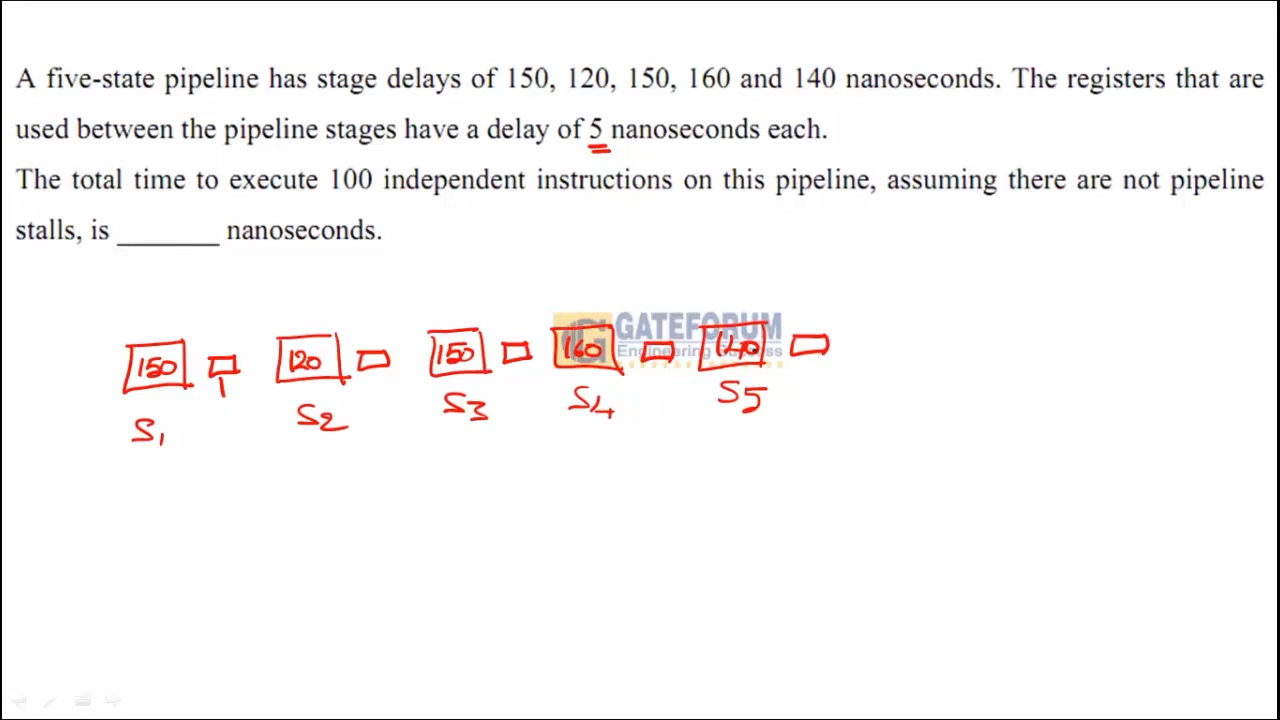 A five-state pipeline has stage delays of 150, 120, 150, 160 and 140 nanoseconds. The registers that are
used between the pipeline stages have a delay of 5 nanoseconds each.
The total time to execute 100 independent instructions on this pipeline, assuming there are not pipeline
stalls, is ________ nanoseconds.
GATEFORUM
Engineering Success
150 120 150 160 140
S1 S2 S3 S4 S5